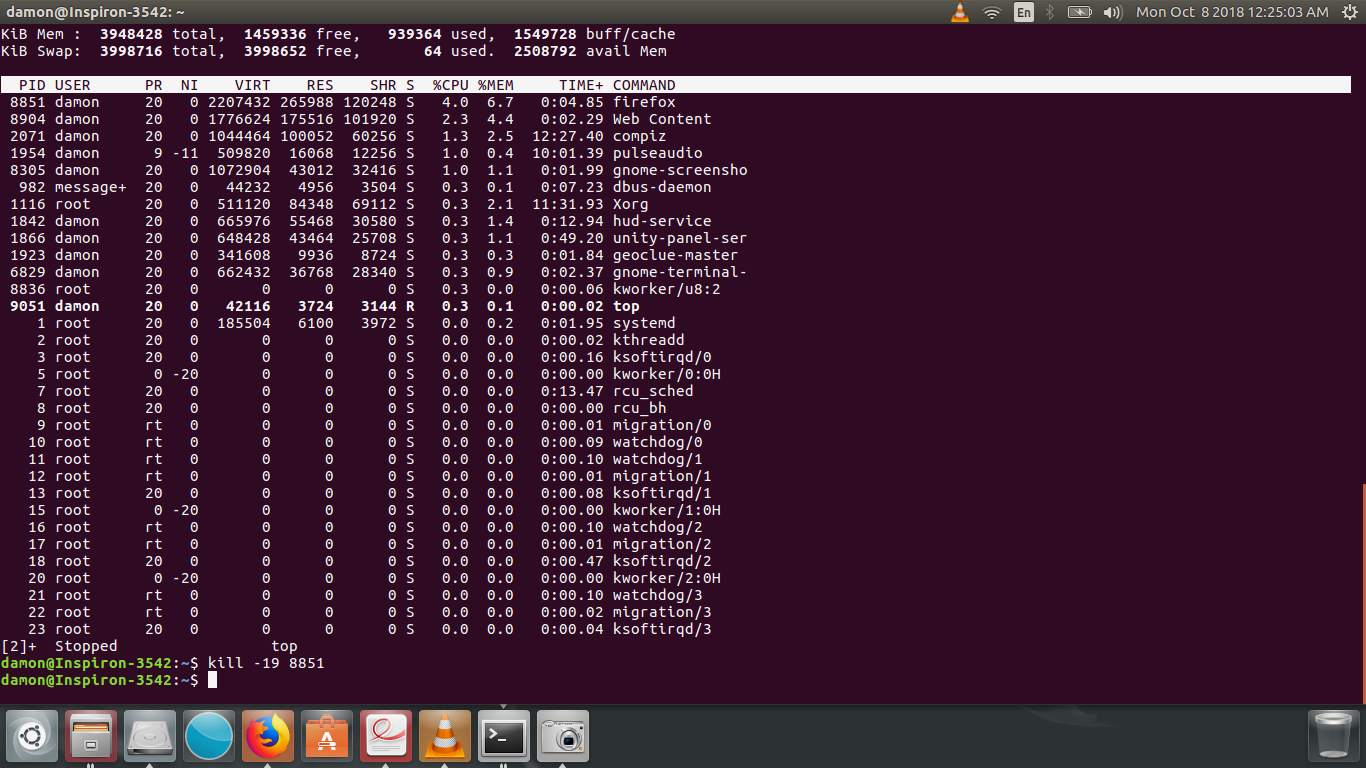 damon@Inspiron-3542: ~ En Mon Oct 8 2018 12:25:03 AM
KiB Mem : 3948428 total, 1459336 free, 939364 used, 1549728 buff/cache
KiB Swap: 3998716 total, 3998652 free, 64 used. 2508792 avail Mem
PID USER PR NI VIRT RES SHR S %CPU %MEM TIME+ COMMAND
8851 damon 20 0 2207432 265988 120248 S 4.0 6.7 0:04.85 firefox
8904 damon 20 0 1776624 175516 101920 S 2.3 4.4 0:02.29 Web Content
2071 damon 20 0 1044464 100052 60256 S 1.3 2.5 12:27.40 compiz
1954 damon 9 -11 509820 16068 12256 S 1.0 0.4 10:01.39 pulseaudio
8305 damon 20 0 1072904 43012 32416 S 1.0 1.1 0:01.99 gnome-screensho
982 message+ 20 0 44232 4956 3504 S 0.3 0.1 0:07.23 dbus-daemon
1116 root 20 0 511120 84348 69112 S 0.3 2.1 11:31.93 Xorg
1842 damon 20 0 665976 55468 30580 S 0.3 1.4 0:12.94 hud-service
1866 damon 20 0 648428 43464 25708 S 0.3 1.1 0:49.20 unity-panel-ser
1923 damon 20 0 341608 9936 8724 S 0.3 0.3 0:01.84 geoclue-master
6829 damon 20 0 662432 36768 28340 S 0.3 0.9 0:02.37 gnome-terminal-
8836 root 20 0 0 0 0 S 0.3 0.0 0:00.06 kworker/u8:2
9051 damon 20 0 42116 3724 3144 R 0.3 0.1 0:00.02 top
1 root 20 0 185504 6100 3972 S 0.0 0.2 0:01.95 systemd
2 root 20 0 0 0 0 S 0.0 0.0 0:00.02 kthreadd
3 root 20 0 0 0 0 S 0.0 0.0 0:00.16 ksoftirqd/0
5 root 0 -20 0 0 0 S 0.0 0.0 0:00.00 kworker/0:0H
7 root 20 0 0 0 0 S 0.0 0.0 0:13.47 rcu_sched
8 root 20 0 0 0 0 S 0.0 0.0 0:00.00 rcu_bh
9 root rt 0 0 0 0 S 0.0 0.0 0:00.01 migration/0
10 root rt 0 0 0 0 S 0.0 0.0 0:00.09 watchdog/0
11 root rt 0 0 0 0 S 0.0 0.0 0:00.10 watchdog/1
12 root rt 0 0 0 0 S 0.0 0.0 0:00.01 migration/1
13 root 20 0 0 0 0 S 0.0 0.0 0:00.08 ksoftirqd/1
15 root 0 -20 0 0 0 S 0.0 0.0 0:00.00 kworker/1:0H
16 root rt 0 0 0 0 S 0.0 0.0 0:00.10 watchdog/2
17 root rt 0 0 0 0 S 0.0 0.0 0:00.01 migration/2
18 root 20 0 0 0 0 S 0.0 0.0 0:00.47 ksoftirqd/2
20 root 0 -20 0 0 0 S 0.0 0.0 0:00.00 kworker/2:0H
21 root rt 0 0 0 0 S 0.0 0.0 0:00.10 watchdog/3
22 root rt 0 0 0 0 S 0.0 0.0 0:00.02 migration/3
23 root 20 0 0 0 0 S 0.0 0.0 0:00.04 ksoftirqd/3
[2]+ Stopped top
damon@Inspiron-3542:~$ kill -19 8851
damon@Inspiron-3542:~$